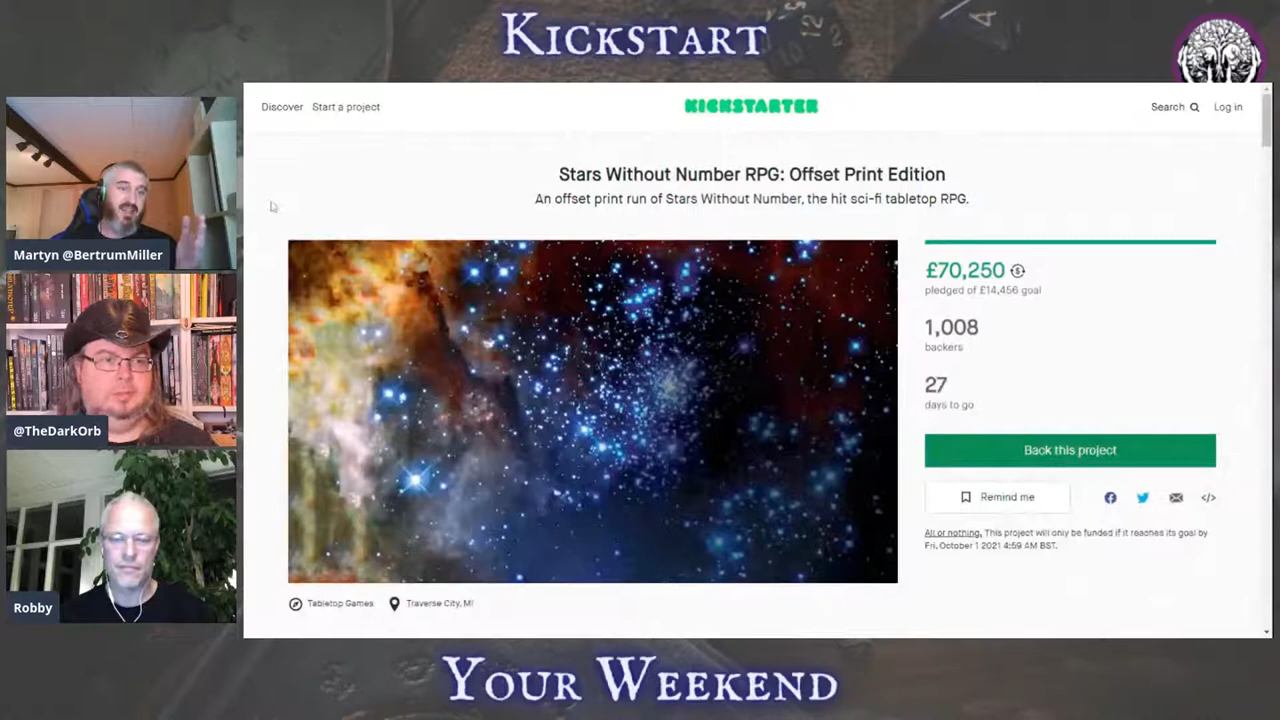 KICKSTART
Discover Start a project
KICKSTARTER
Search Log in
Stars Without Number RPG: Offset Print Edition
An offset print run of Stars Without Number, the hit sci-fi tabletop RPG.
£70,250
pledged of £14,456 goal
1,008
backers
27
days to go
Back this project
Remind me
All or nothing. This project will only be funded if it reaches its goal by
Fri, October 1 2021 4:59 AM BST.
Tabletop Games Traverse City, MI
Martyn @BertrumMiller
@TheDarkOrb
Robby
YOUR WEEKEND